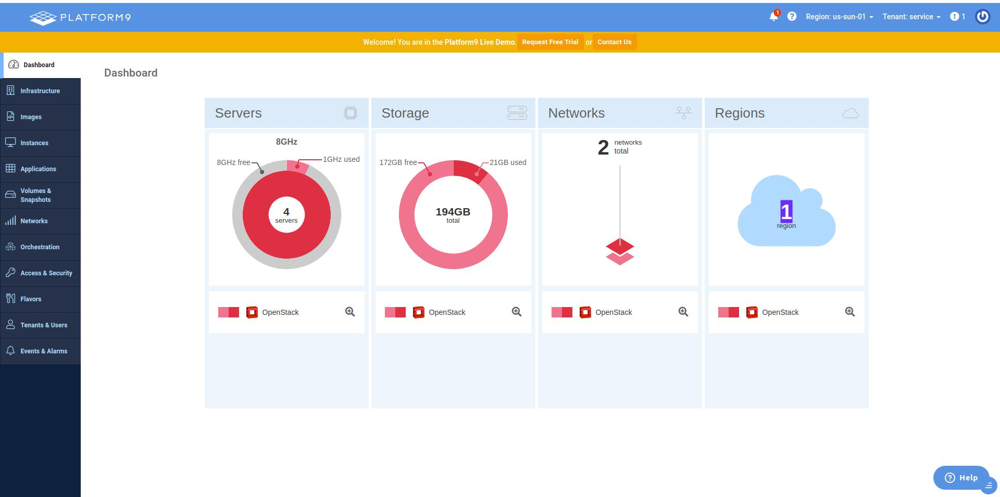 PLATFORM9
1
Region: us-sun-01
Tenant: service
1
Welcome! You are in the Platform9 Live Demo. Request Free Trial or Contact Us
Dashboard
Infrastructure
Images
Instances
Applications
Volumes &
Snapshots
Networks
Orchestration
Access & Security
Flavors
Tenants & Users
Events & Alarms
Dashboard
Servers
8GHz
8GHz free
1GHz used
4
servers
OpenStack
Storage
172GB free
21GB used
194GB
total
OpenStack
Networks
2 networks
total
OpenStack
Regions
1
region
OpenStack
Help